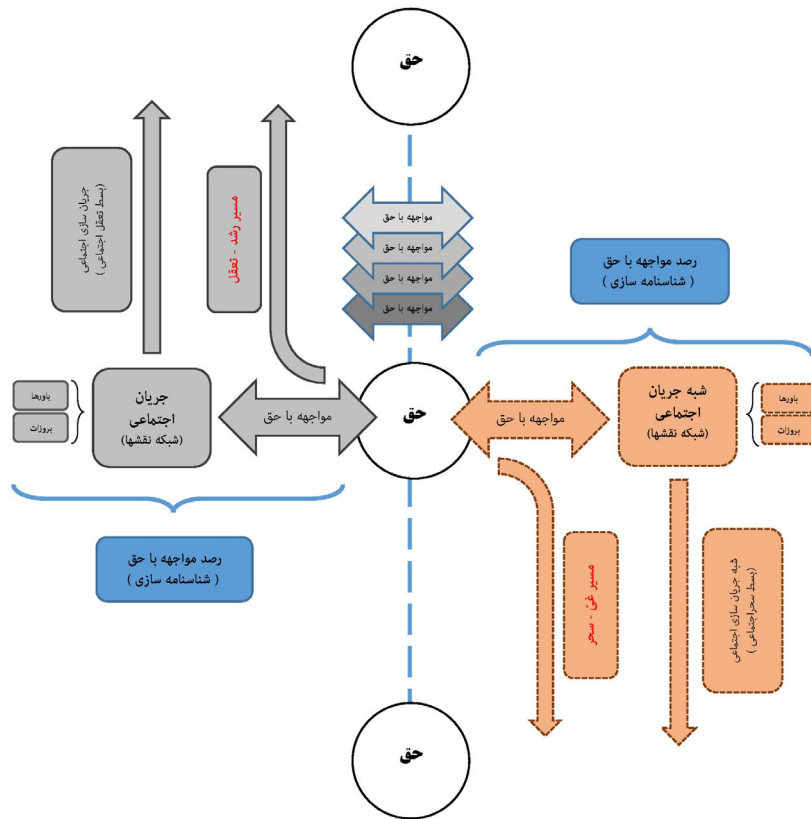 حق
مواجهه با حق
مواجهه با حق
مواجهه با حق
مواجهه با حق
رصد مواجهه با حق
( شناسنامه سازی )
مسیر رشد - تعقل
جریان سازی اجتماعی
(بسط تعقل اجتماعی )
باورها
بروزات
شبه جریان
اجتماعی
(شبکه نقشها)
مواجهه با حق
حق
مواجهه با حق
جریان
اجتماعی
(شبکه نقشها)
باورها
بروزات
شبه جریان سازی اجتماعی
(بسط سحراجتماعی )
مسیر غیّ - سحر
رصد مواجهه با حق
( شناسنامه سازی )
حق